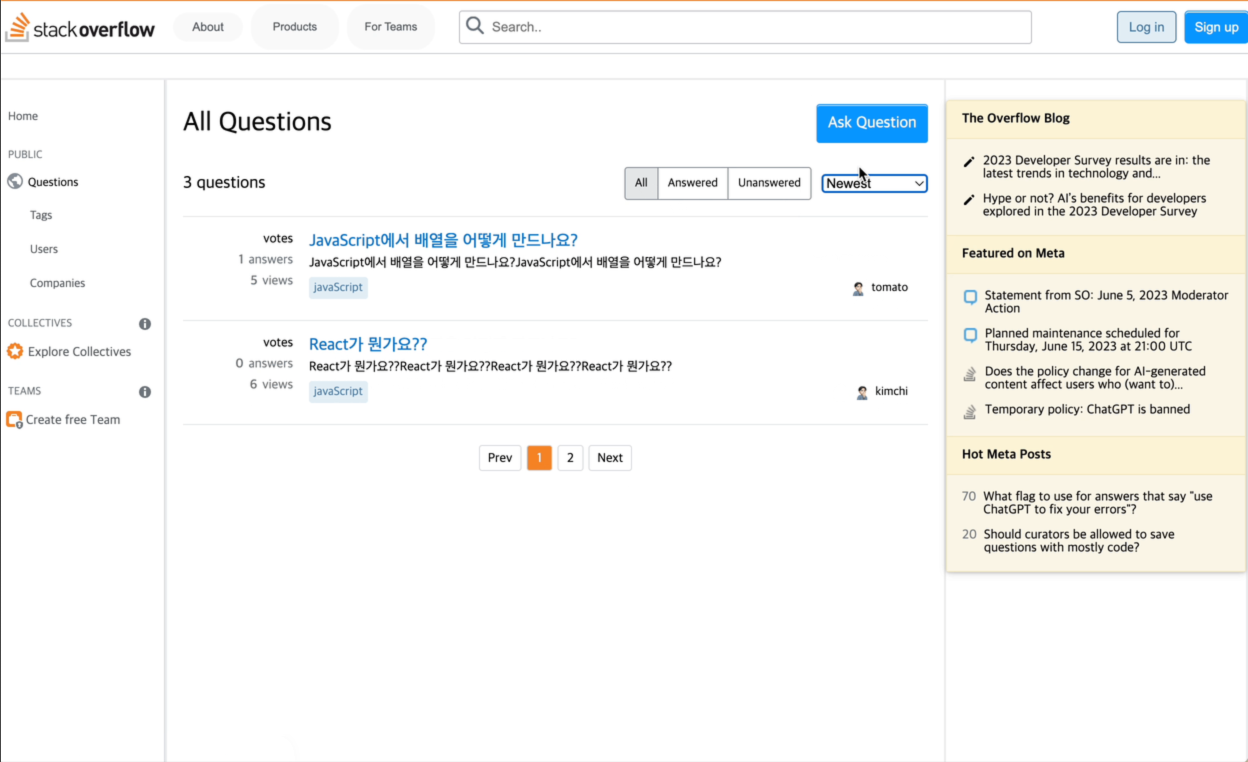 stackoverflow
About
Products
For Teams
Search..
Log in
Sign up
Home
PUBLIC
Questions
Tags
Users
Companies
COLLECTIVES
Explore Collectives
TEAMS
Create free Team
All Questions
Ask Question
3 questions
All
Answered
Unanswered
Newest
votes
1 answers
5 views
JavaScript에서 배열을 어떻게 만드나요?
JavaScript에서 배열을 어떻게 만드나요?JavaScript에서 배열을 어떻게 만드나요?
javaScript
tomato
votes
0 answers
6 views
React가 뭔가요??
React가 뭔가요??React가 뭔가요??React가 뭔가요??React가 뭔가요??
javaScript
kimchi
Prev
1
2
Next
The Overflow Blog
2023 Developer Survey results are in: the
latest trends in technology and...
Hype or not? AI's benefits for developers
explored in the 2023 Developer Survey
Featured on Meta
Statement from SO: June 5, 2023 Moderator
Action
Planned maintenance scheduled for
Thursday, June 15, 2023 at 21:00 UTC
Does the policy change for AI-generated
content affect users who (want to)...
Temporary policy: ChatGPT is banned
Hot Meta Posts
70 What flag to use for answers that say "use
ChatGPT to fix your errors"?
20 Should curators be allowed to save
questions with mostly code?